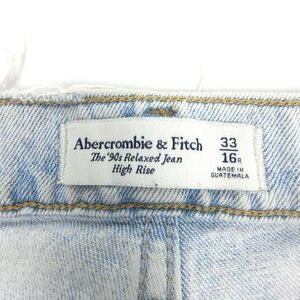 Abercrombie & Fitch
The '90s Relaxed Jean
High Rise
33
16R
MADE IN
GUATEMALA